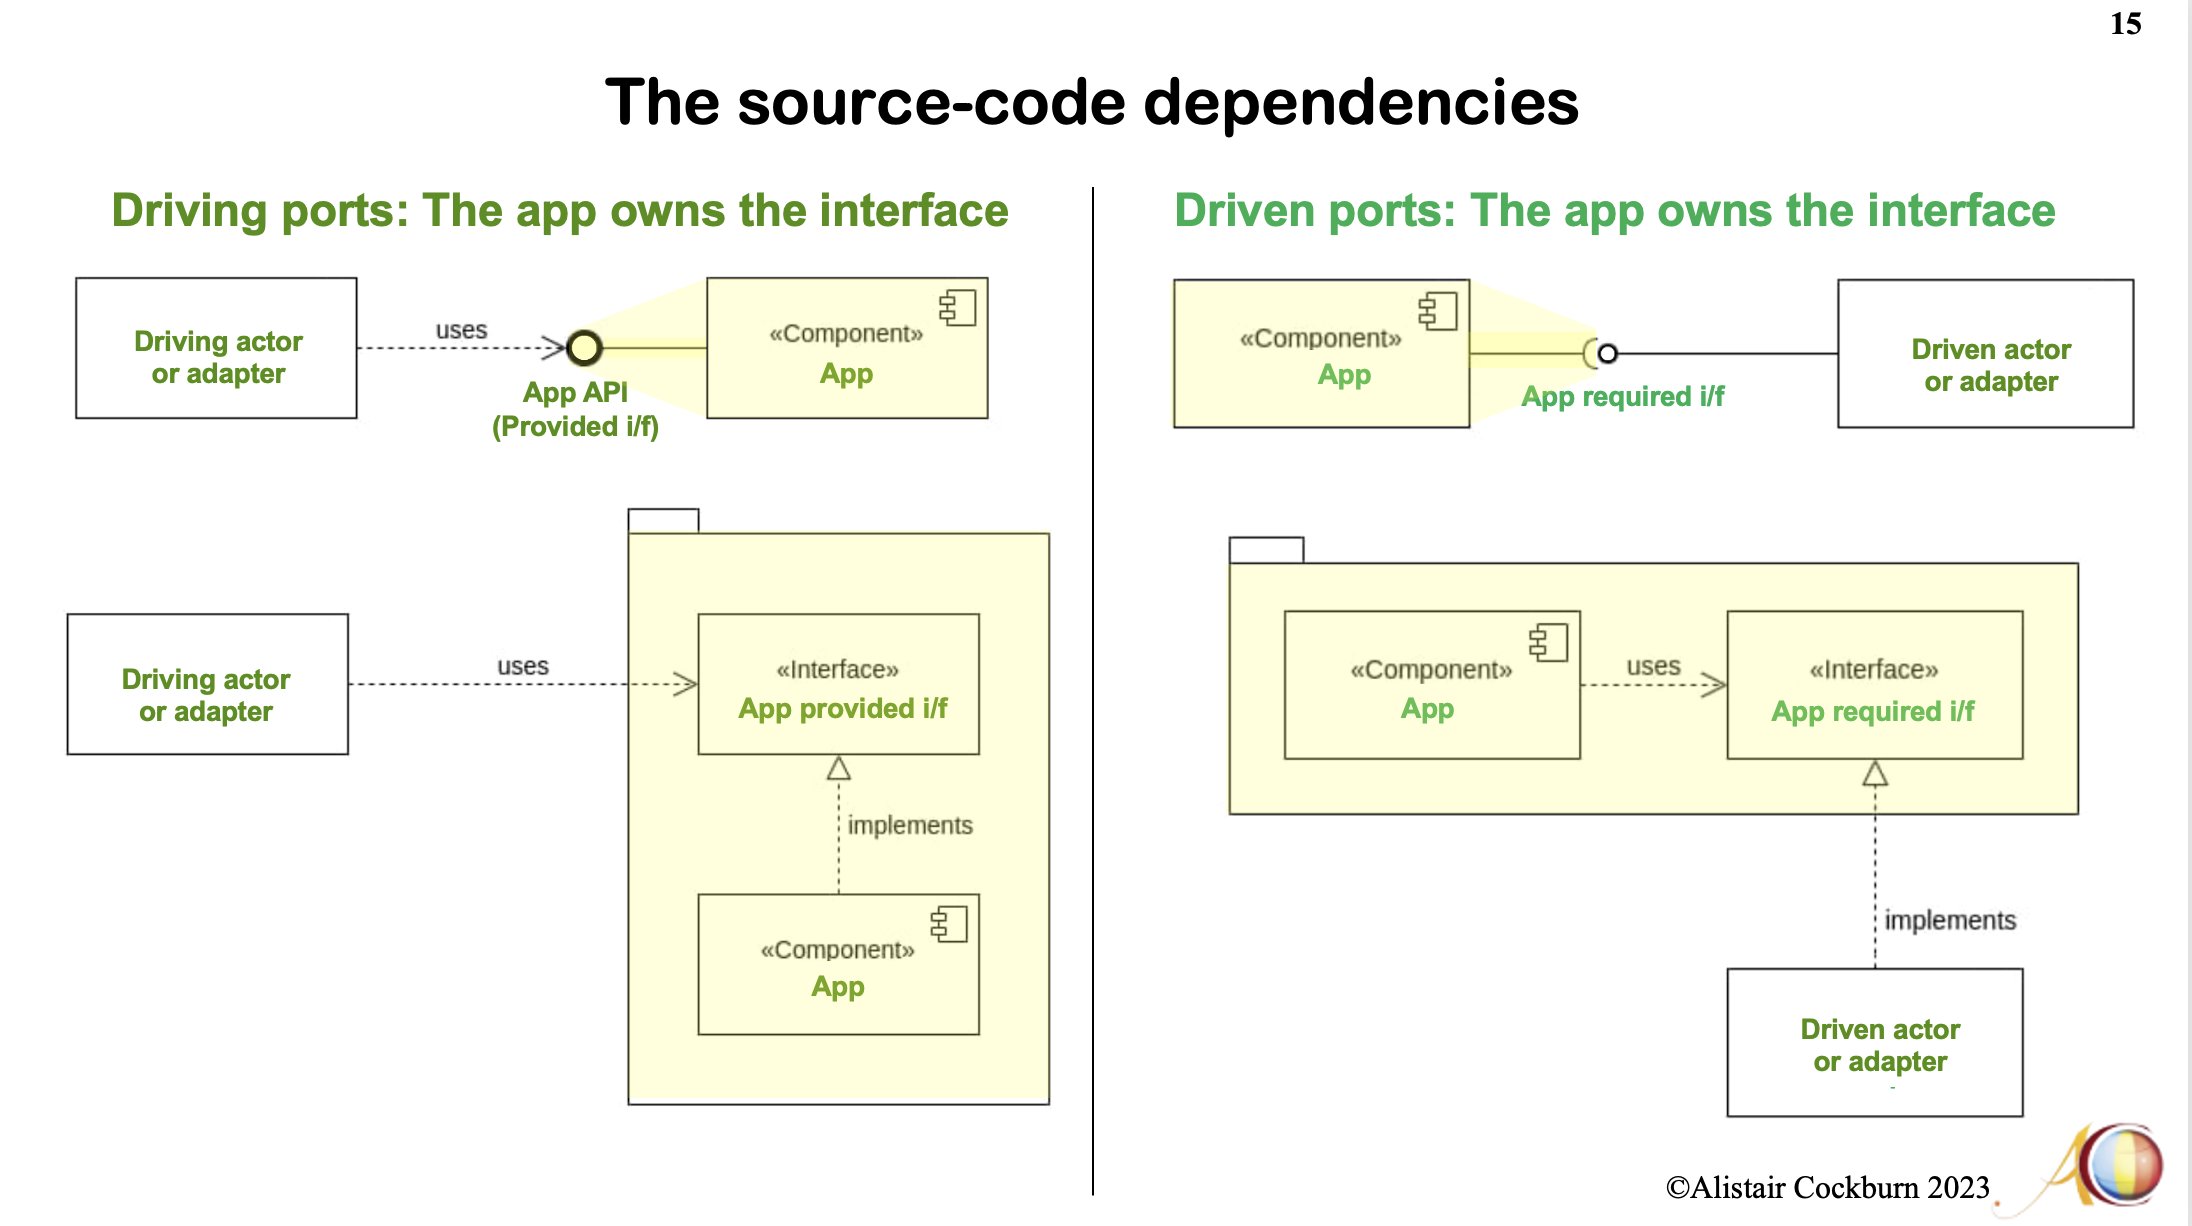 15
The source-code dependencies
Driving ports: The app owns the interface
Driving actor
or adapter
uses
App API
(Provided i/f)
«Component»
App
Driving actor
or adapter
uses
«Interface»
App provided i/f
implements
«Component»
App
Driven ports: The app owns the interface
«Component»
App
App required i/f
Driven actor
or adapter
«Component»
App
uses
«Interface»
App required i/f
implements
Driven actor
or adapter
©Alistair Cockburn 2023